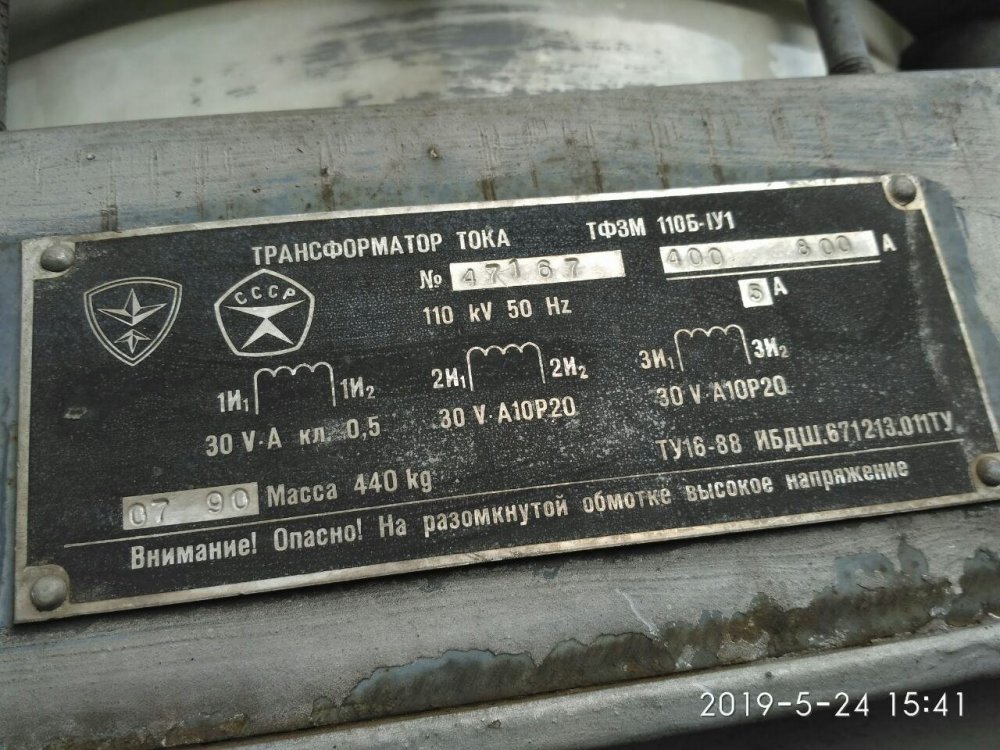 ТРАНСФОРМАТОР ТОКА ТФЗМ 110Б-IУ1
№ 47167 400 800 А
5 А
СССР
110 kV 50 Hz
1И₁ 1И₂ 2И₁ 2И₂ 3И₁ 3И₂
30 V·A кл. 0,5 30 V·A10P20 30 V·A10P20
ТУ16-88 ИБДШ.671213.011ТУ
07 90 Масса 440 kg
Внимание! Опасно! На разомкнутой обмотке высокое напряжение
2019-5-24 15:41